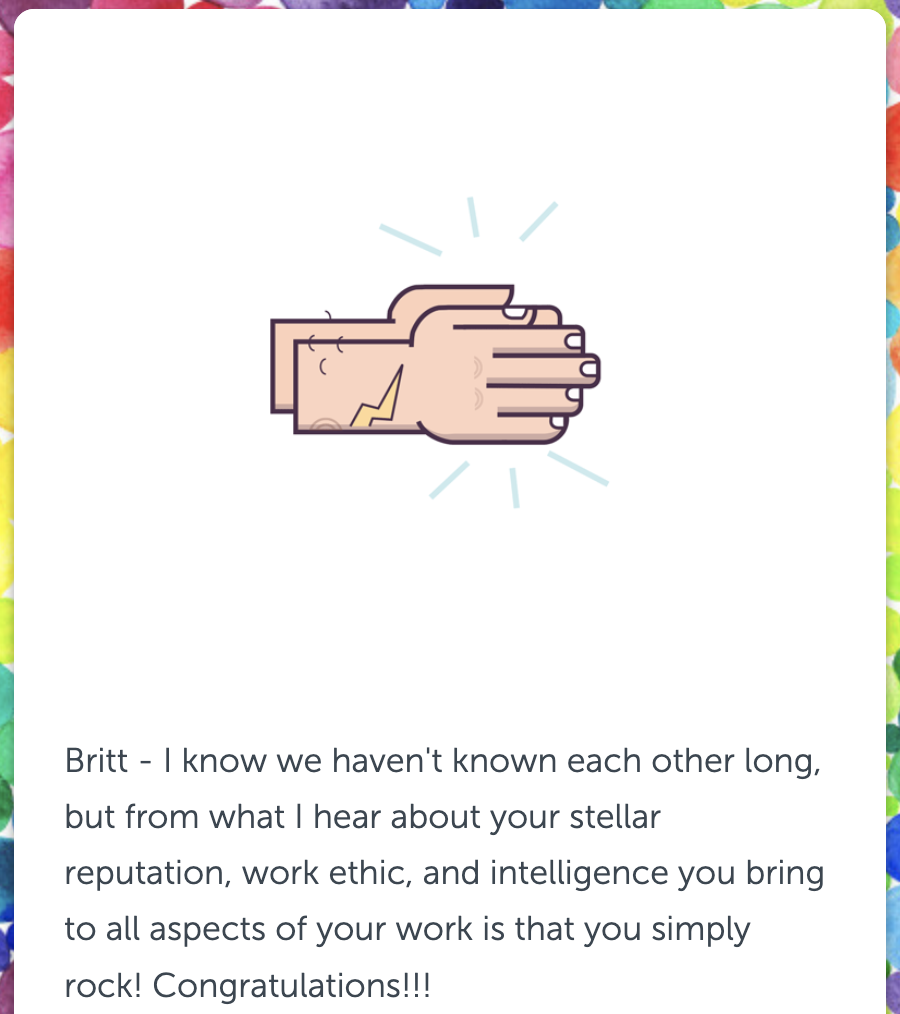 Britt - I know we haven't known each other long,
but from what I hear about your stellar
reputation, work ethic, and intelligence you bring
to all aspects of your work is that you simply
rock! Congratulations!!!